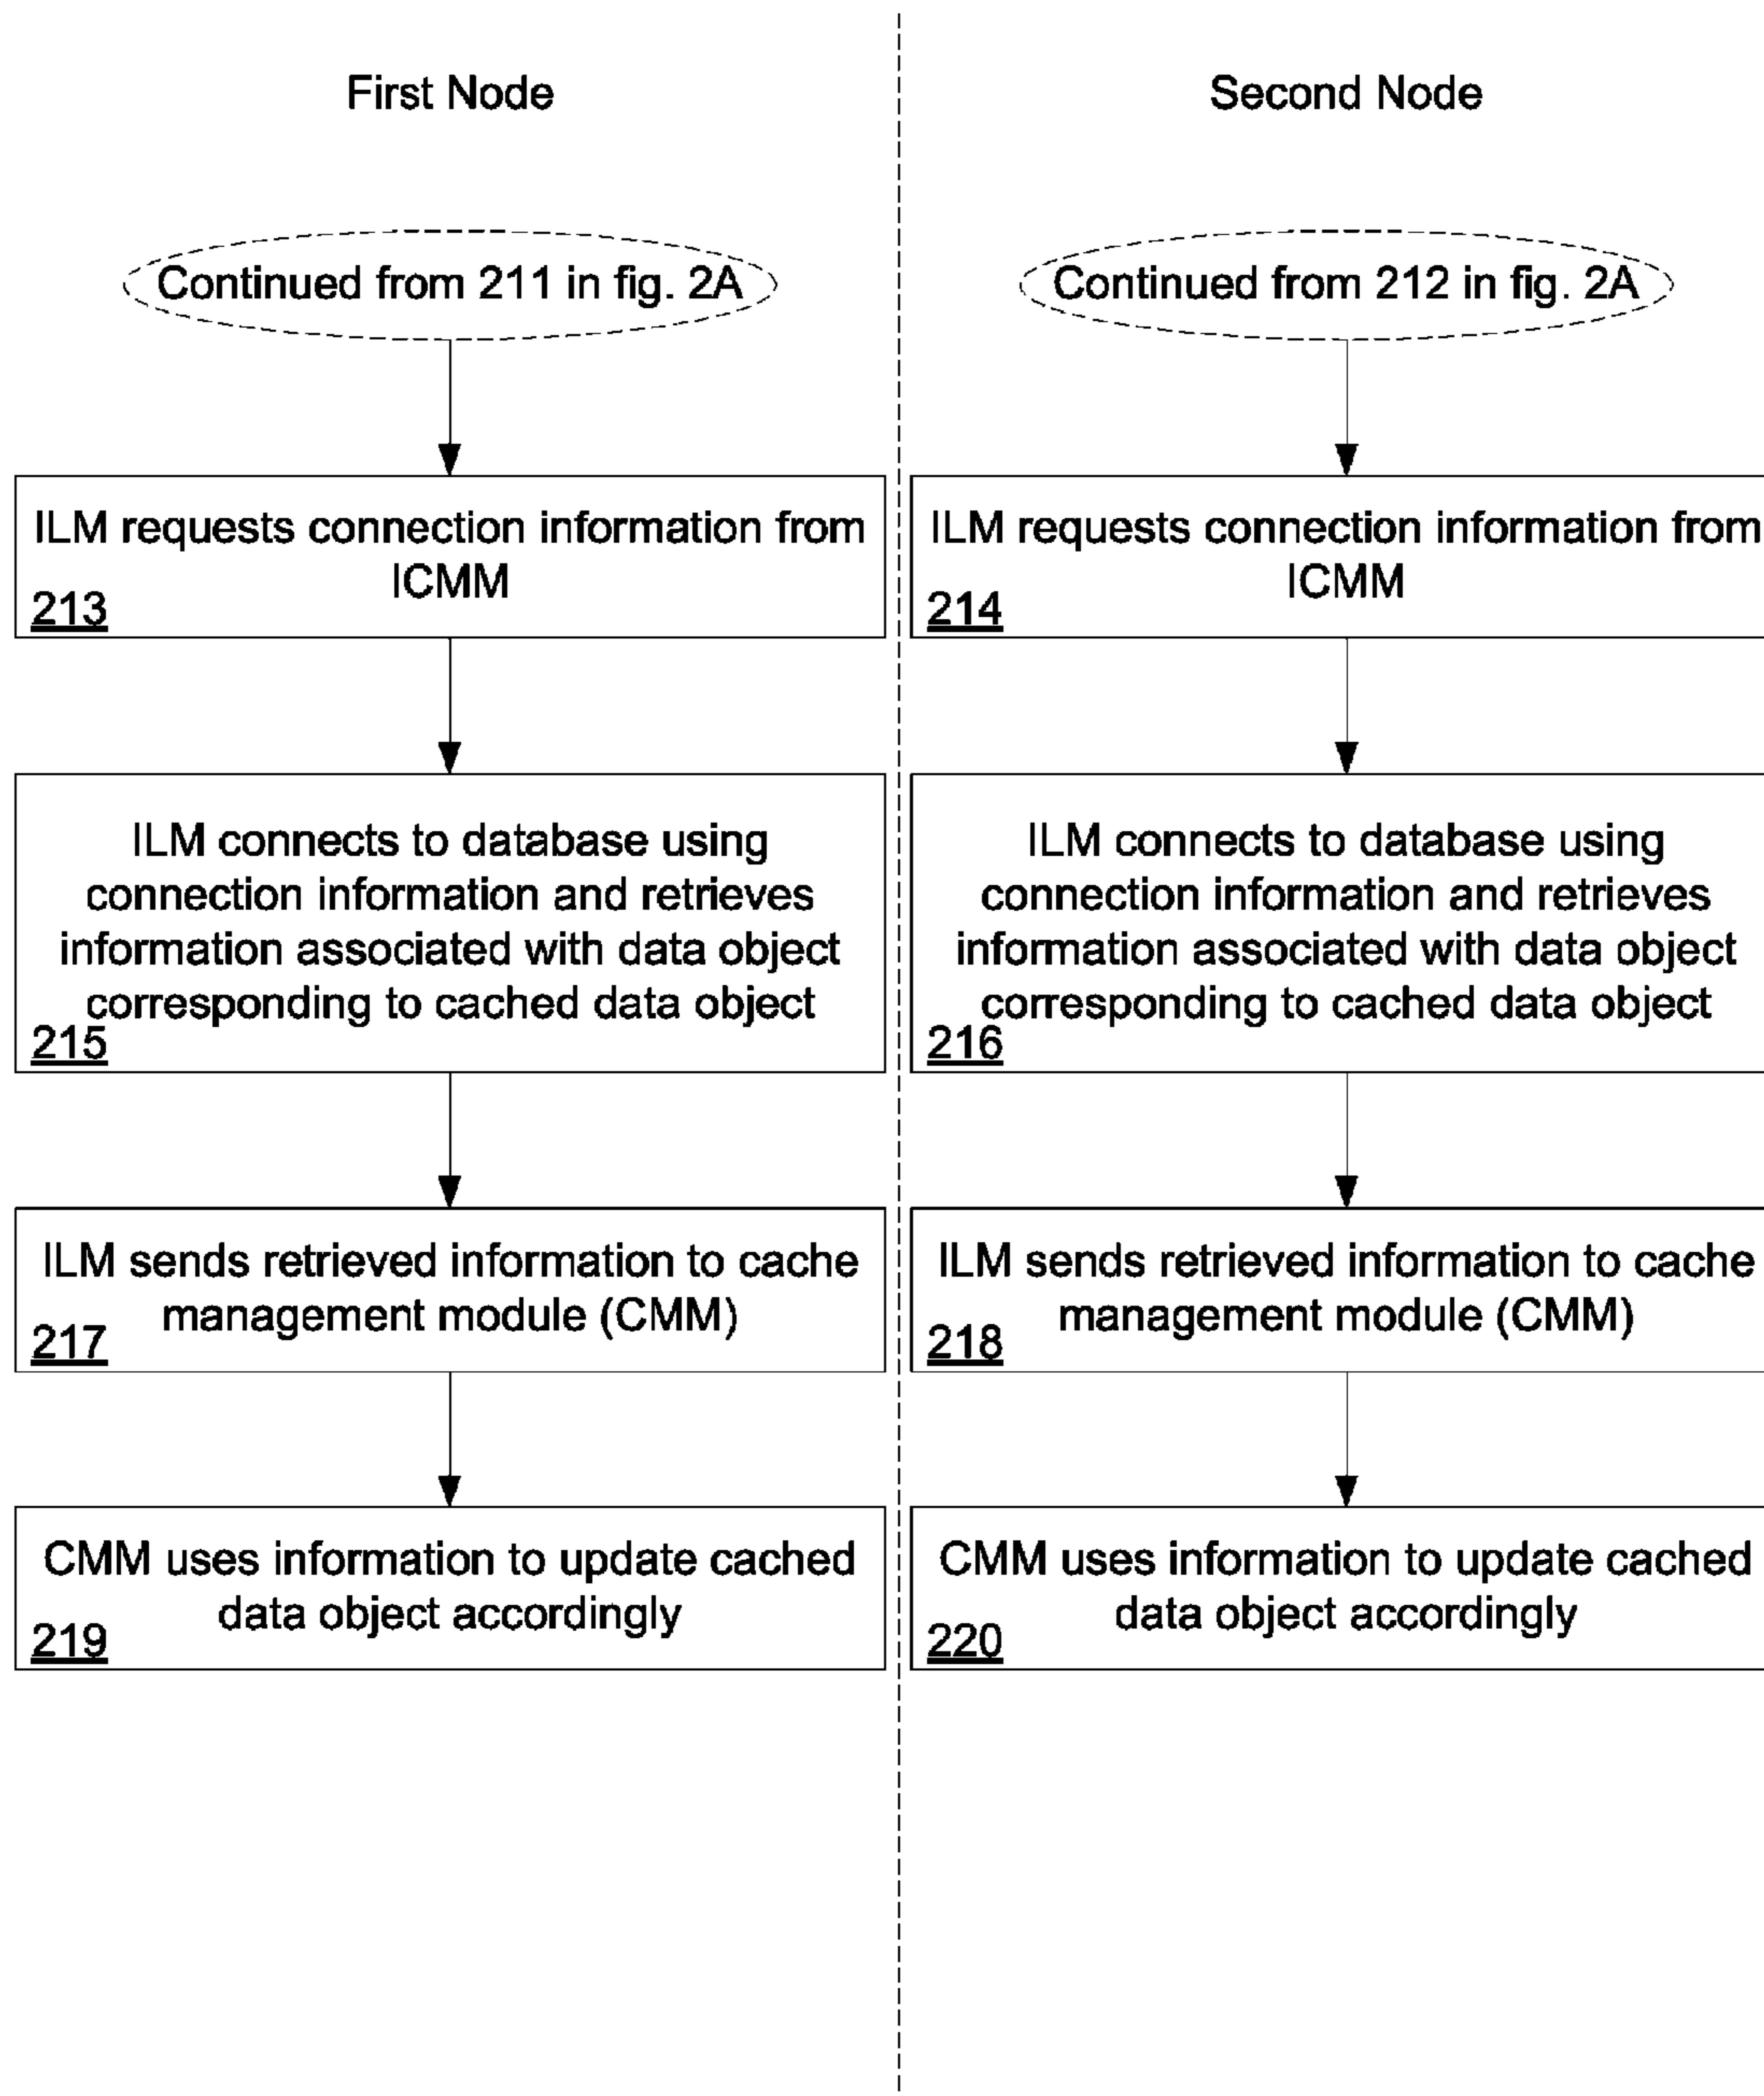 First Node
Continued from 211 in fig. 2A
ILM requests connection information from
ICMM
213
ILM connects to database using
connection information and retrieves
information associated with data object
corresponding to cached data object
215
ILM sends retrieved information to cache
management module (CMM)
217
CMM uses information to update cached
data object accordingly
219
Second Node
Continued from 212 in fig. 2A
ILM requests connection information from
ICMM
214
ILM connects to database using
connection information and retrieves
information associated with data object
corresponding to cached data object
216
ILM sends retrieved information to cache
management module (CMM)
218
CMM uses information to update cached
data object accordingly
220